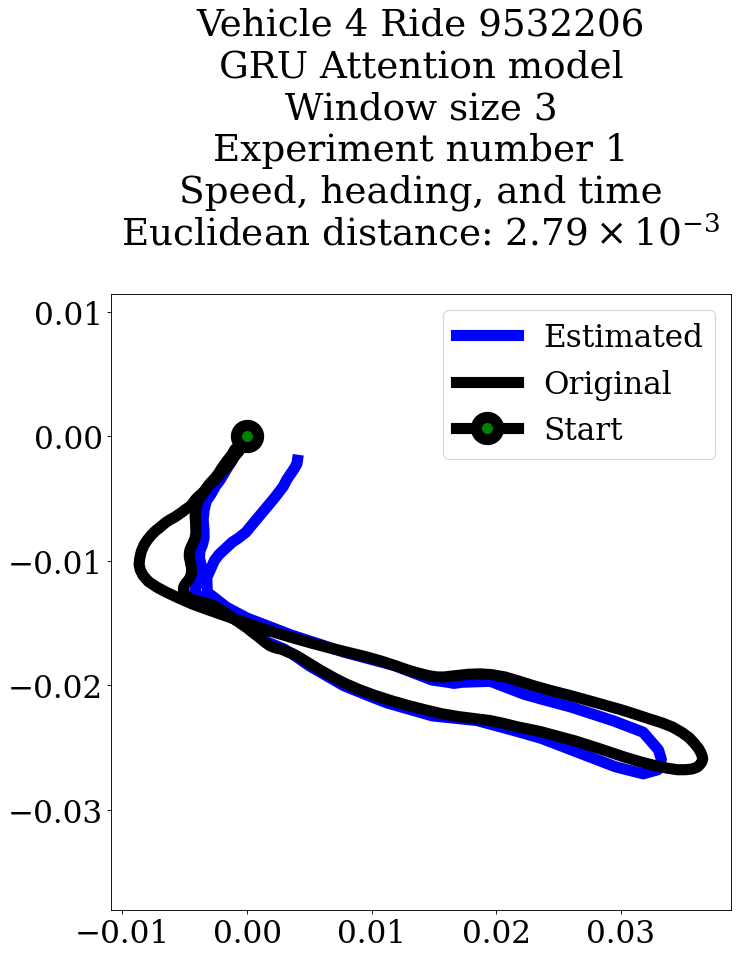 Vehicle 4 Ride 9532206
GRU Attention model
Window size 3
Experiment number 1
Speed, heading, and time
Euclidean distance: 2.79 × 10⁻³
0.01
0.00
−0.01
−0.02
−0.03
Estimated
Original
Start
−0.01 0.00 0.01 0.02 0.03